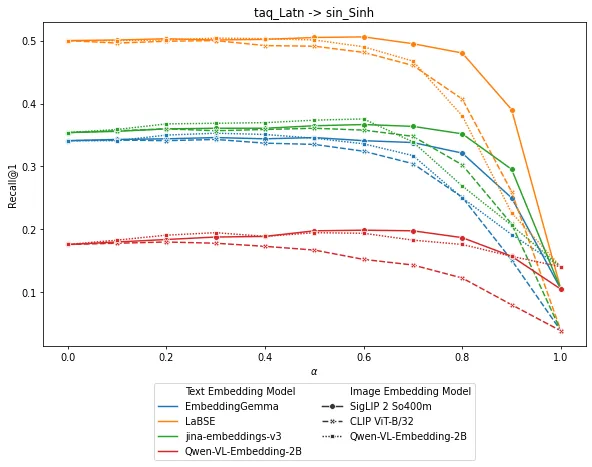 taq_Latn -> sin_Sinh
0.5
0.4
0.3
0.2
0.1
Recall@1
0.0 0.2 0.4 0.6 0.8 1.0
α
Text Embedding Model Image Embedding Model
EmbeddingGemma SigLIP 2 So400m
LaBSE CLIP ViT-B/32
jina-embeddings-v3 Qwen-VL-Embedding-2B
Qwen-VL-Embedding-2B